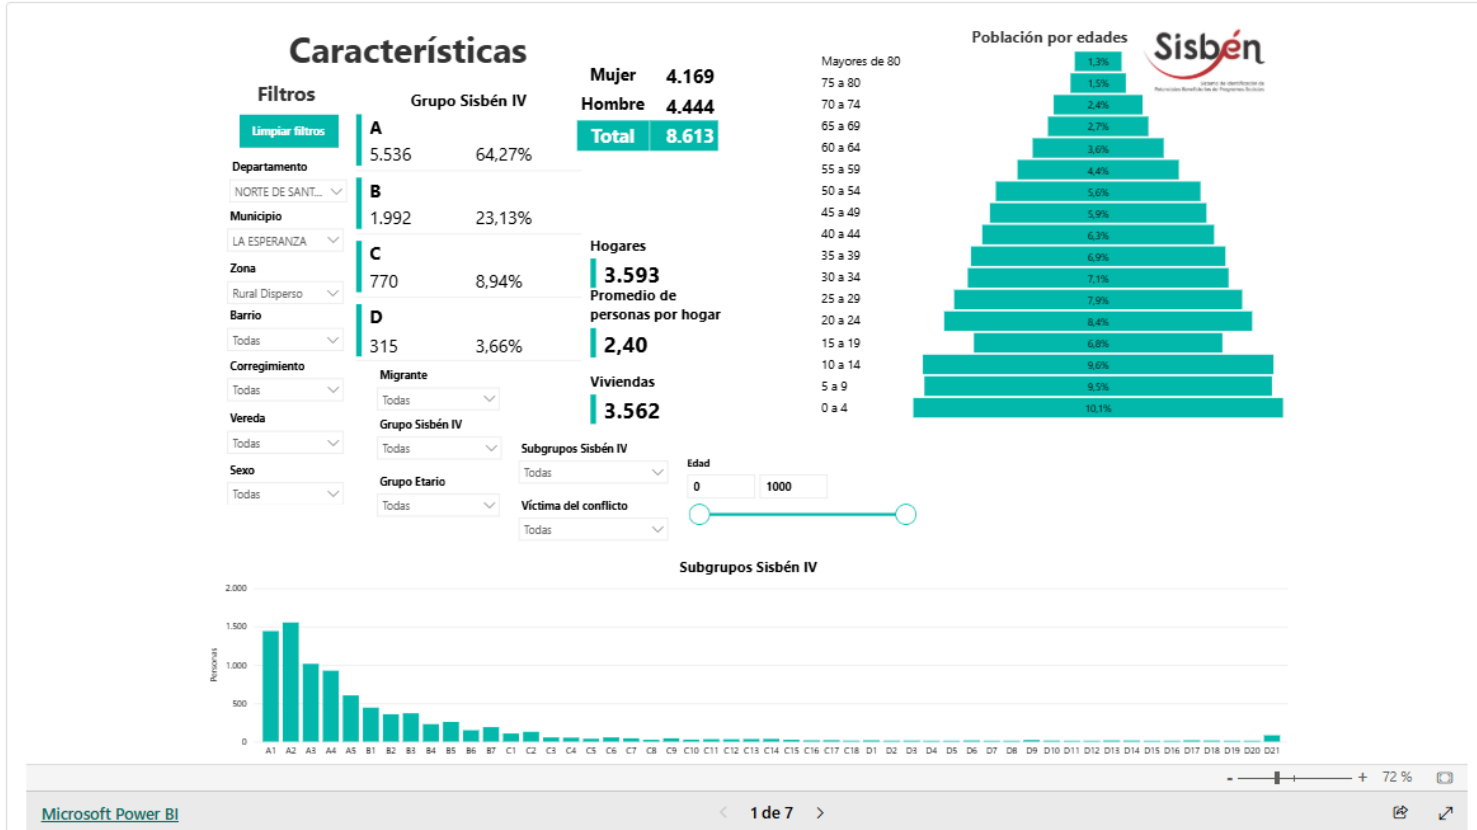 Características
Filtros
Limpiar filtros
Departamento
NORTE DE SANT...
Municipio
LA ESPERANZA
Zona
Rural Disperso
Barrio
Todas
Corregimiento
Todas
Vereda
Todas
Sexo
Todas
Grupo Sisbén IV
A
5.536 64,27%
B
1.992 23,13%
C
770 8,94%
D
315 3,66%
Migrante
Todas
Grupo Sisbén IV
Todas
Grupo Etario
Todas
Mujer 4.169
Hombre 4.444
Total 8.613
Hogares
3.593
Promedio de
personas por hogar
2,40
Viviendas
3.562
Subgrupos Sisbén IV
Todas
Víctima del conflicto
Todas
Edad
0 1000
Población por edades
Sisbén
Sistema de Identificación de
Potenciales Beneficiarios de Programas Sociales
Mayores de 80 1,3%
75 a 80 1,5%
70 a 74 2,4%
65 a 69 2,7%
60 a 64 3,6%
55 a 59 4,4%
50 a 54 5,6%
45 a 49 5,9%
40 a 44 6,3%
35 a 39 6,9%
30 a 34 7,1%
25 a 29 7,9%
20 a 24 8,4%
15 a 19 6,8%
10 a 14 9,6%
5 a 9 9,5%
0 a 4 10,1%
Subgrupos Sisbén IV
Personas
2.000
1.500
1.000
500
0
A1 A2 A3 A4 A5 B1 B2 B3 B4 B5 B6 B7 C1 C2 C3 C4 C5 C6 C7 C8 C9 C10 C11 C12 C13 C14 C15 C16 C17 C18 D1 D2 D3 D4 D5 D6 D7 D8 D9 D10 D11 D12 D13 D14 D15 D16 D17 D18 D19 D20 D21
- + 72 %
Microsoft Power BI
1 de 7